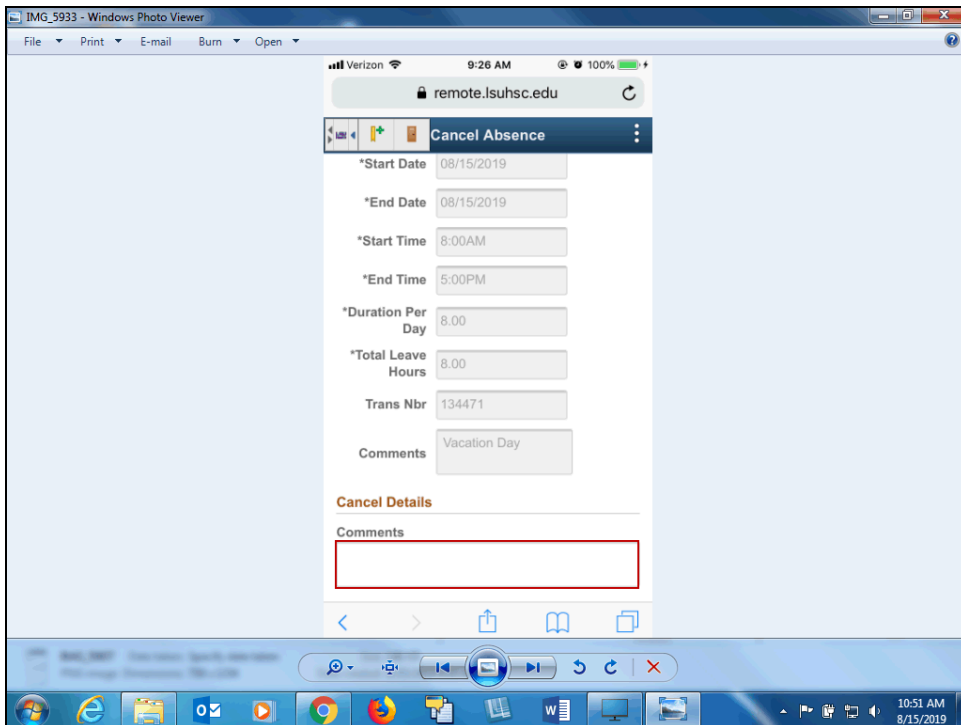 IMG_5933 - Windows Photo Viewer
File Print E-mail Burn Open
Verizon 9:26 AM 100%
remote.lsuhsc.edu
Cancel Absence
*Start Date 08/15/2019
*End Date 08/15/2019
*Start Time 8:00AM
*End Time 5:00PM
*Duration Per Day 8.00
*Total Leave Hours 8.00
Trans Nbr 134471
Comments Vacation Day
Cancel Details
Comments
10:51 AM
8/15/2019